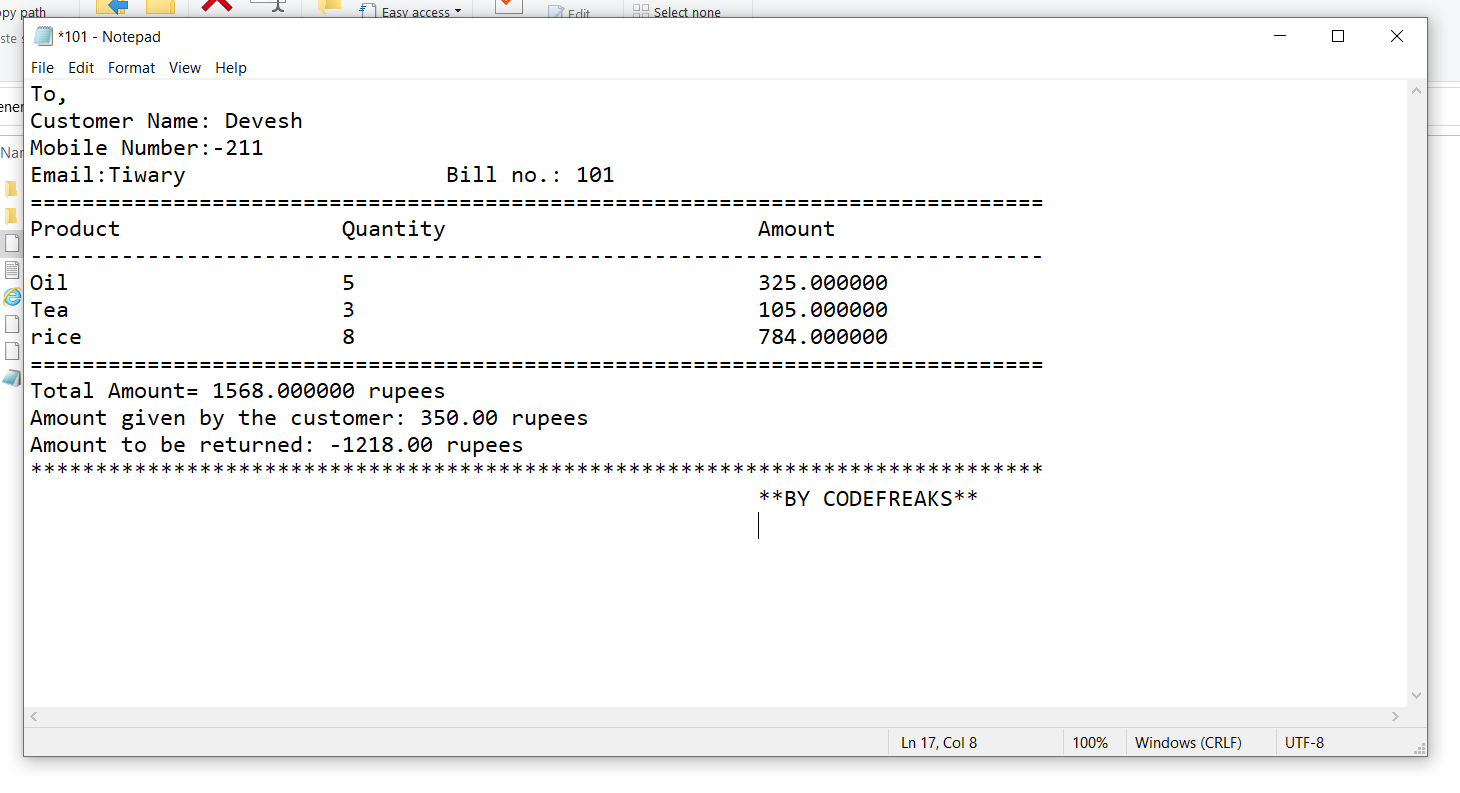 py path
Easy access
Edit
Select none
ste
*101 - Notepad
File Edit Format View Help
To,
Customer Name: Devesh
Mobile Number:-211
Email:Tiwary Bill no.: 101
==============================================================================
Product Quantity Amount
------------------------------------------------------------------------------
Oil 5 325.000000
Tea 3 105.000000
rice 8 784.000000
==============================================================================
Total Amount= 1568.000000 rupees
Amount given by the customer: 350.00 rupees
Amount to be returned: -1218.00 rupees
******************************************************************************
**BY CODEFREAKS**
Ln 17, Col 8 100% Windows (CRLF) UTF-8